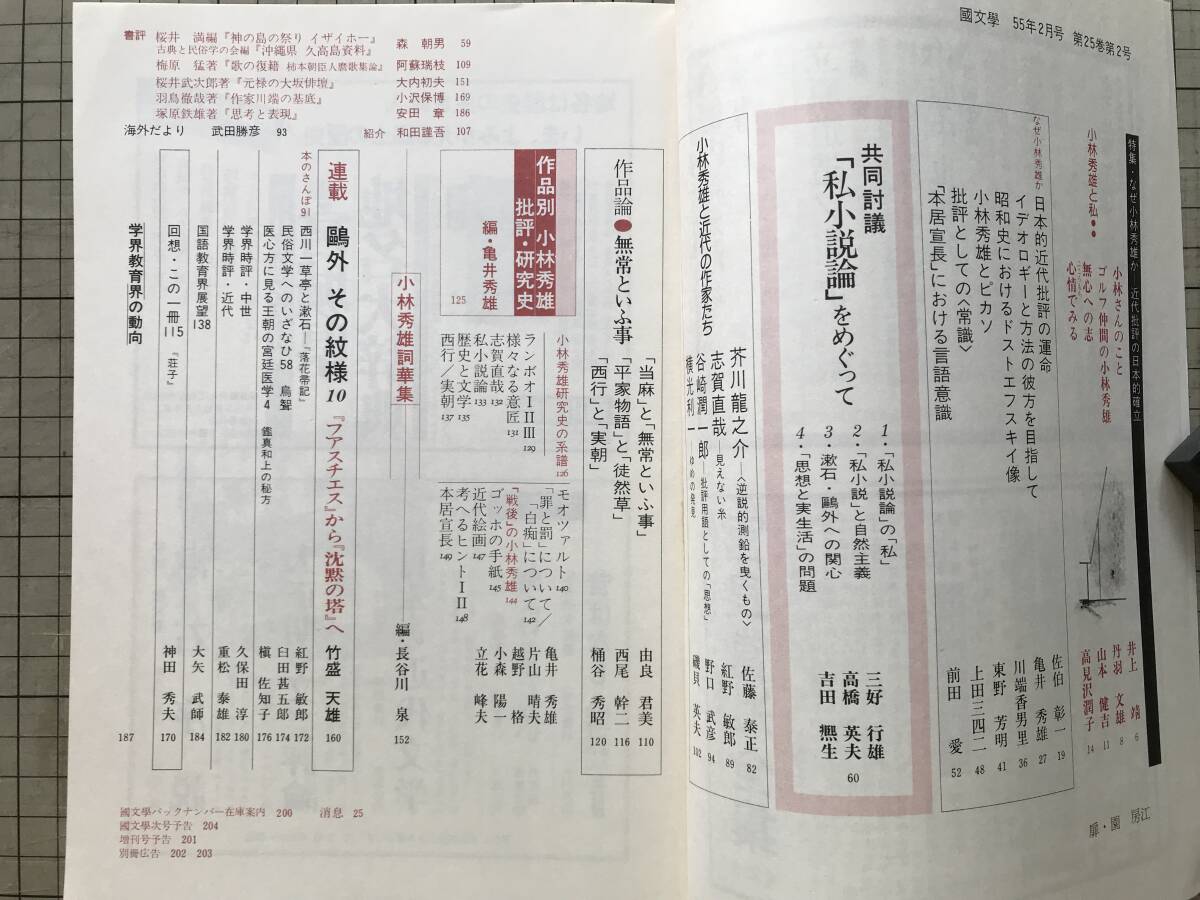 國文學 55年2月号 第25巻第2号
特集・なぜ小林秀雄か 近代批評の日本的確立
小林秀雄と私●●
小林さんのこと 井上 靖 6
ゴルフ仲間の小林秀雄 丹羽 文雄 8
無心への志 山本 健吉 11
心情でみる 高見沢潤子 14
なぜ小林秀雄か
日本的近代批評の運命 佐伯 彰一 19
イデオロギーと方法の彼方を目指して 亀井 秀雄 27
昭和史におけるドストエフスキイ像 川端香男里 36
小林秀雄とピカソ 東野 芳明 41
批評としての〈常識〉 上田三四二 48
「本居宣長」における言語意識 前田 愛 52
共同討議
「私小説論」をめぐって
1・「私小説論」の「私」
2・「私小説」と自然主義
3・漱石・鷗外への関心
4・「思想と実生活」の問題
三好 行雄
高橋 英夫
吉田 凞生
60
小林秀雄と近代の作家たち
芥川龍之介―〈逆説的測鉛を曳くもの〉 佐藤 泰正 82
志賀直哉―見えない糸 紅野 敏郎 89
谷崎潤一郎―批評用語としての「思想」 野口 武彦 94
横光利一―ゆめの発見 磯貝 英夫 102
扉・園 房江
作品論●無常といふ事
「当麻」と「無常といふ事」 由良 君美 110
「平家物語」と「徒然草」 西尾 幹二 116
「西行」と「実朝」 桶谷 秀昭 120
作品別 小林秀雄
批評・研究史
編・亀井秀雄 125
小林秀雄研究史の系譜 126
ランボオⅠⅡⅢ 129
様々なる意匠 131
志賀直哉 132
私小説論 133
歴史と文学 135
西行／実朝 137
モオツァルト 140
「罪と罰」について／
「白痴」について 142
「戦後」の小林秀雄 144
ゴッホの手紙 145
近代絵画 147
考へるヒントⅠⅡ 148
本居宣長 149
亀井 秀雄
片山 晴夫
越野 格
小森 陽一
立花 峰夫
小林秀雄詞華集 編・長谷川 泉 152
連載 鷗外 その紋様10 『フアスチエス』から『沈黙の塔』へ 竹盛 天雄 160
本のさんぽ91
西川一草亭と漱石―『落花帚記』 紅野 敏郎 172
民俗文学へのいざなひ58 烏聟 臼田甚五郎 174
医心方に見る王朝の宮廷医学4 鑑真和上の秘方 槇 佐知子 176
学界時評・中世 久保田 淳 180
学界時評・近代 重松 泰雄 182
国語教育界展望138 大矢 武師 184
回想・この一冊115 『荘子』 神田 秀夫 170
学界教育界の動向 187
書評 桜井 満編『神の島の祭り イザイホー』
古典と民俗学の会編『沖縄県 久高島資料』 森 朝男 59
梅原 猛著『歌の復籍 柿本朝臣人麿歌集論』 阿蘇瑞枝 109
桜井武次郎著『元禄の大坂俳壇』 大内初夫 151
羽鳥徹哉著『作家川端の基底』 小沢保博 169
塚原鉄雄著『思考と表現』 安田 章 186
海外だより 武田勝彦 93 紹介 和田謹吾 107
國文學バックナンバー在庫案内 200 消息 25
國文學次号予告 204
増刊号予告 201
別冊広告 202 203